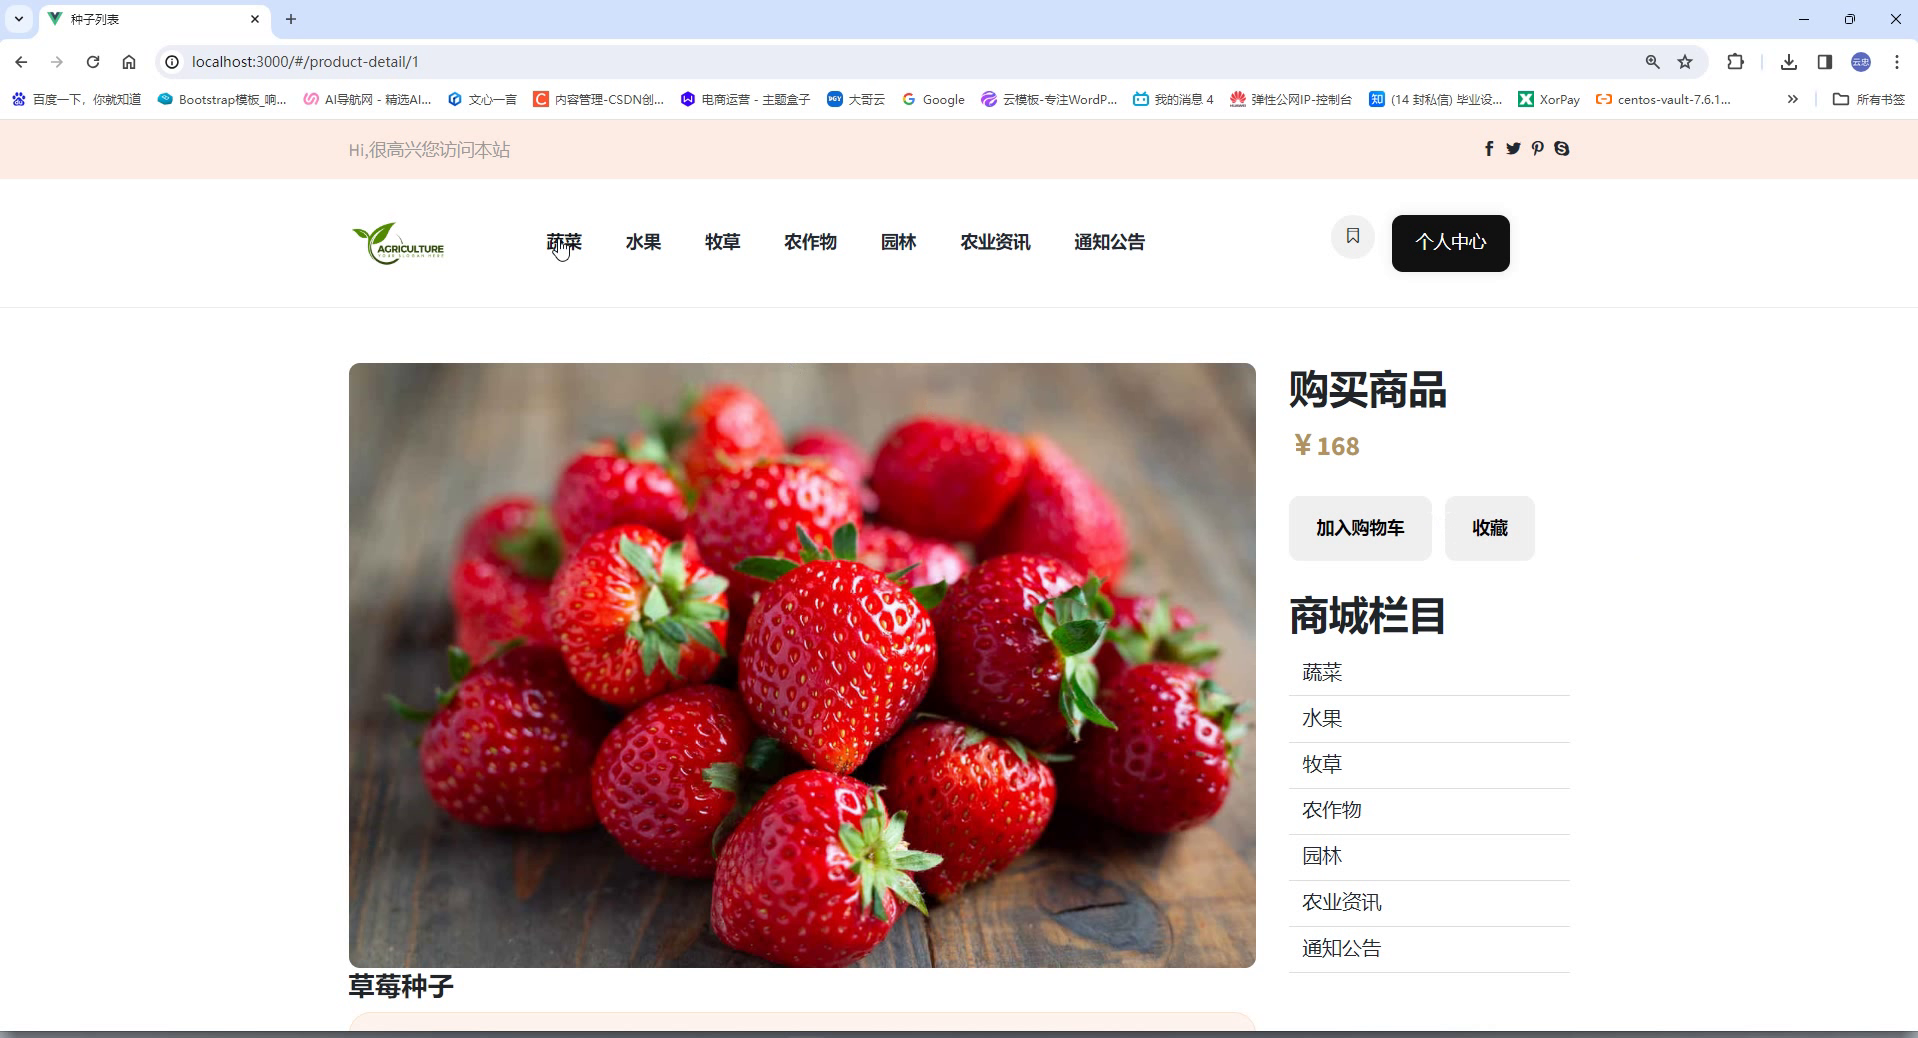 种子列表
localhost:3000/#/product-detail/1
百度一下，你就知道 Bootstrap模板_响... AI导航网 - 精选AI... 文心一言 内容管理-CSDN创... 电商运营 - 主题盒子 大哥云 Google 云模板-专注WordP... 我的消息 4 弹性公网IP-控制台 (14 封私信) 毕业设... XorPay centos-vault-7.6.1... 所有书签
Hi,很高兴您访问本站
AGRICULTURE
YOUR SLOGAN HERE
蔬菜 水果 牧草 农作物 园林 农业资讯 通知公告 个人中心
购买商品
¥168
加入购物车 收藏
商城栏目
蔬菜
水果
牧草
农作物
园林
农业资讯
通知公告
草莓种子